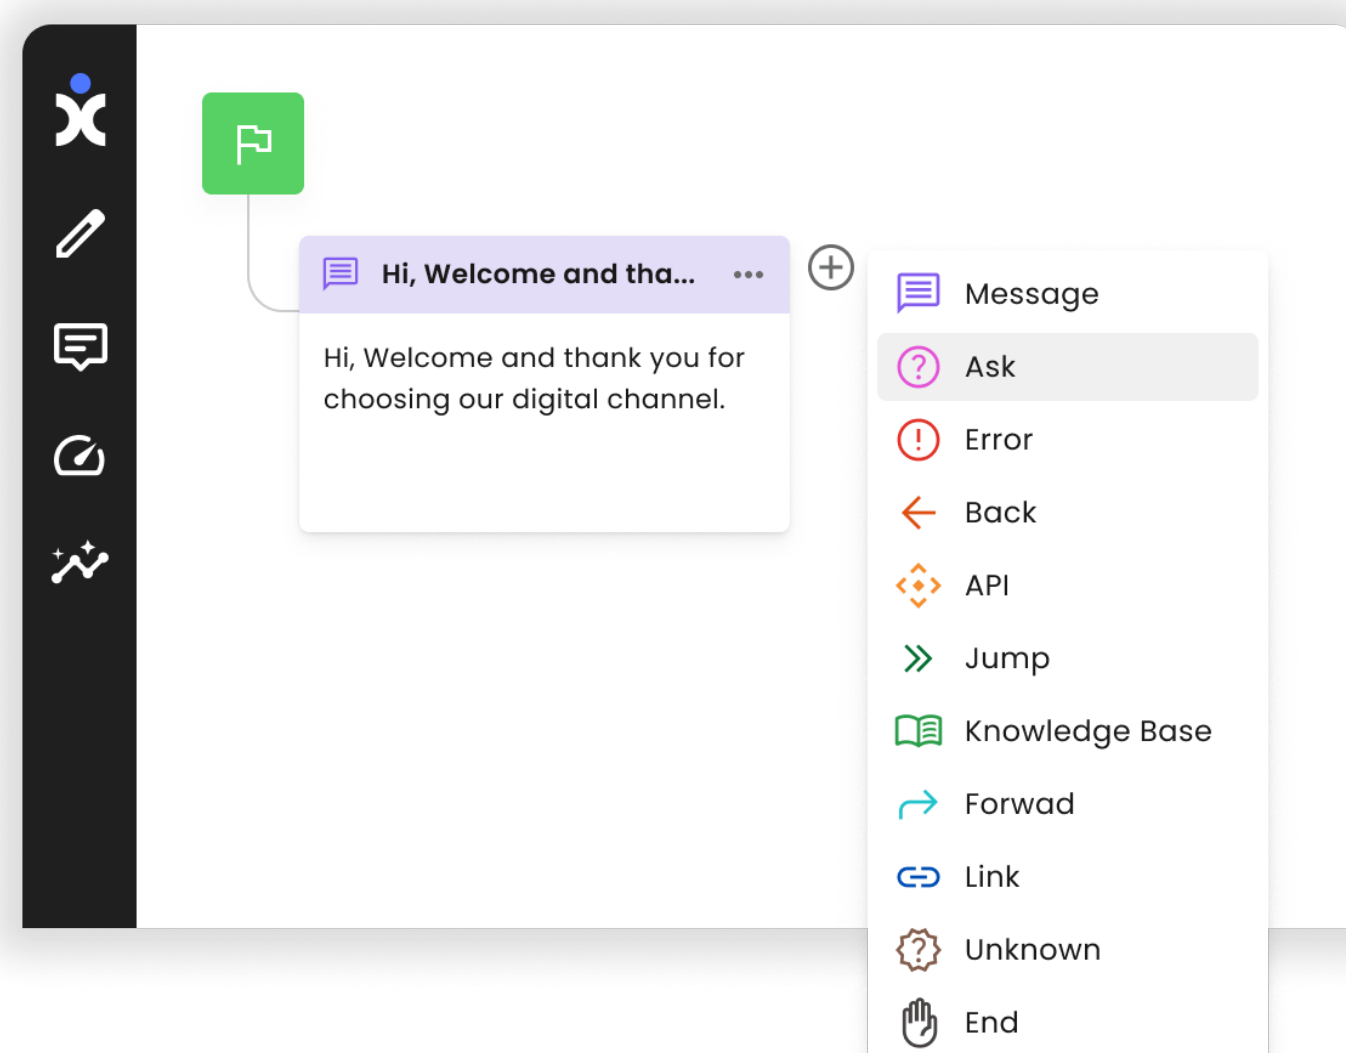 Hi, Welcome and tha...
Hi, Welcome and thank you for
choosing our digital channel.
Message
Ask
Error
Back
API
Jump
Knowledge Base
Forwad
Link
Unknown
End